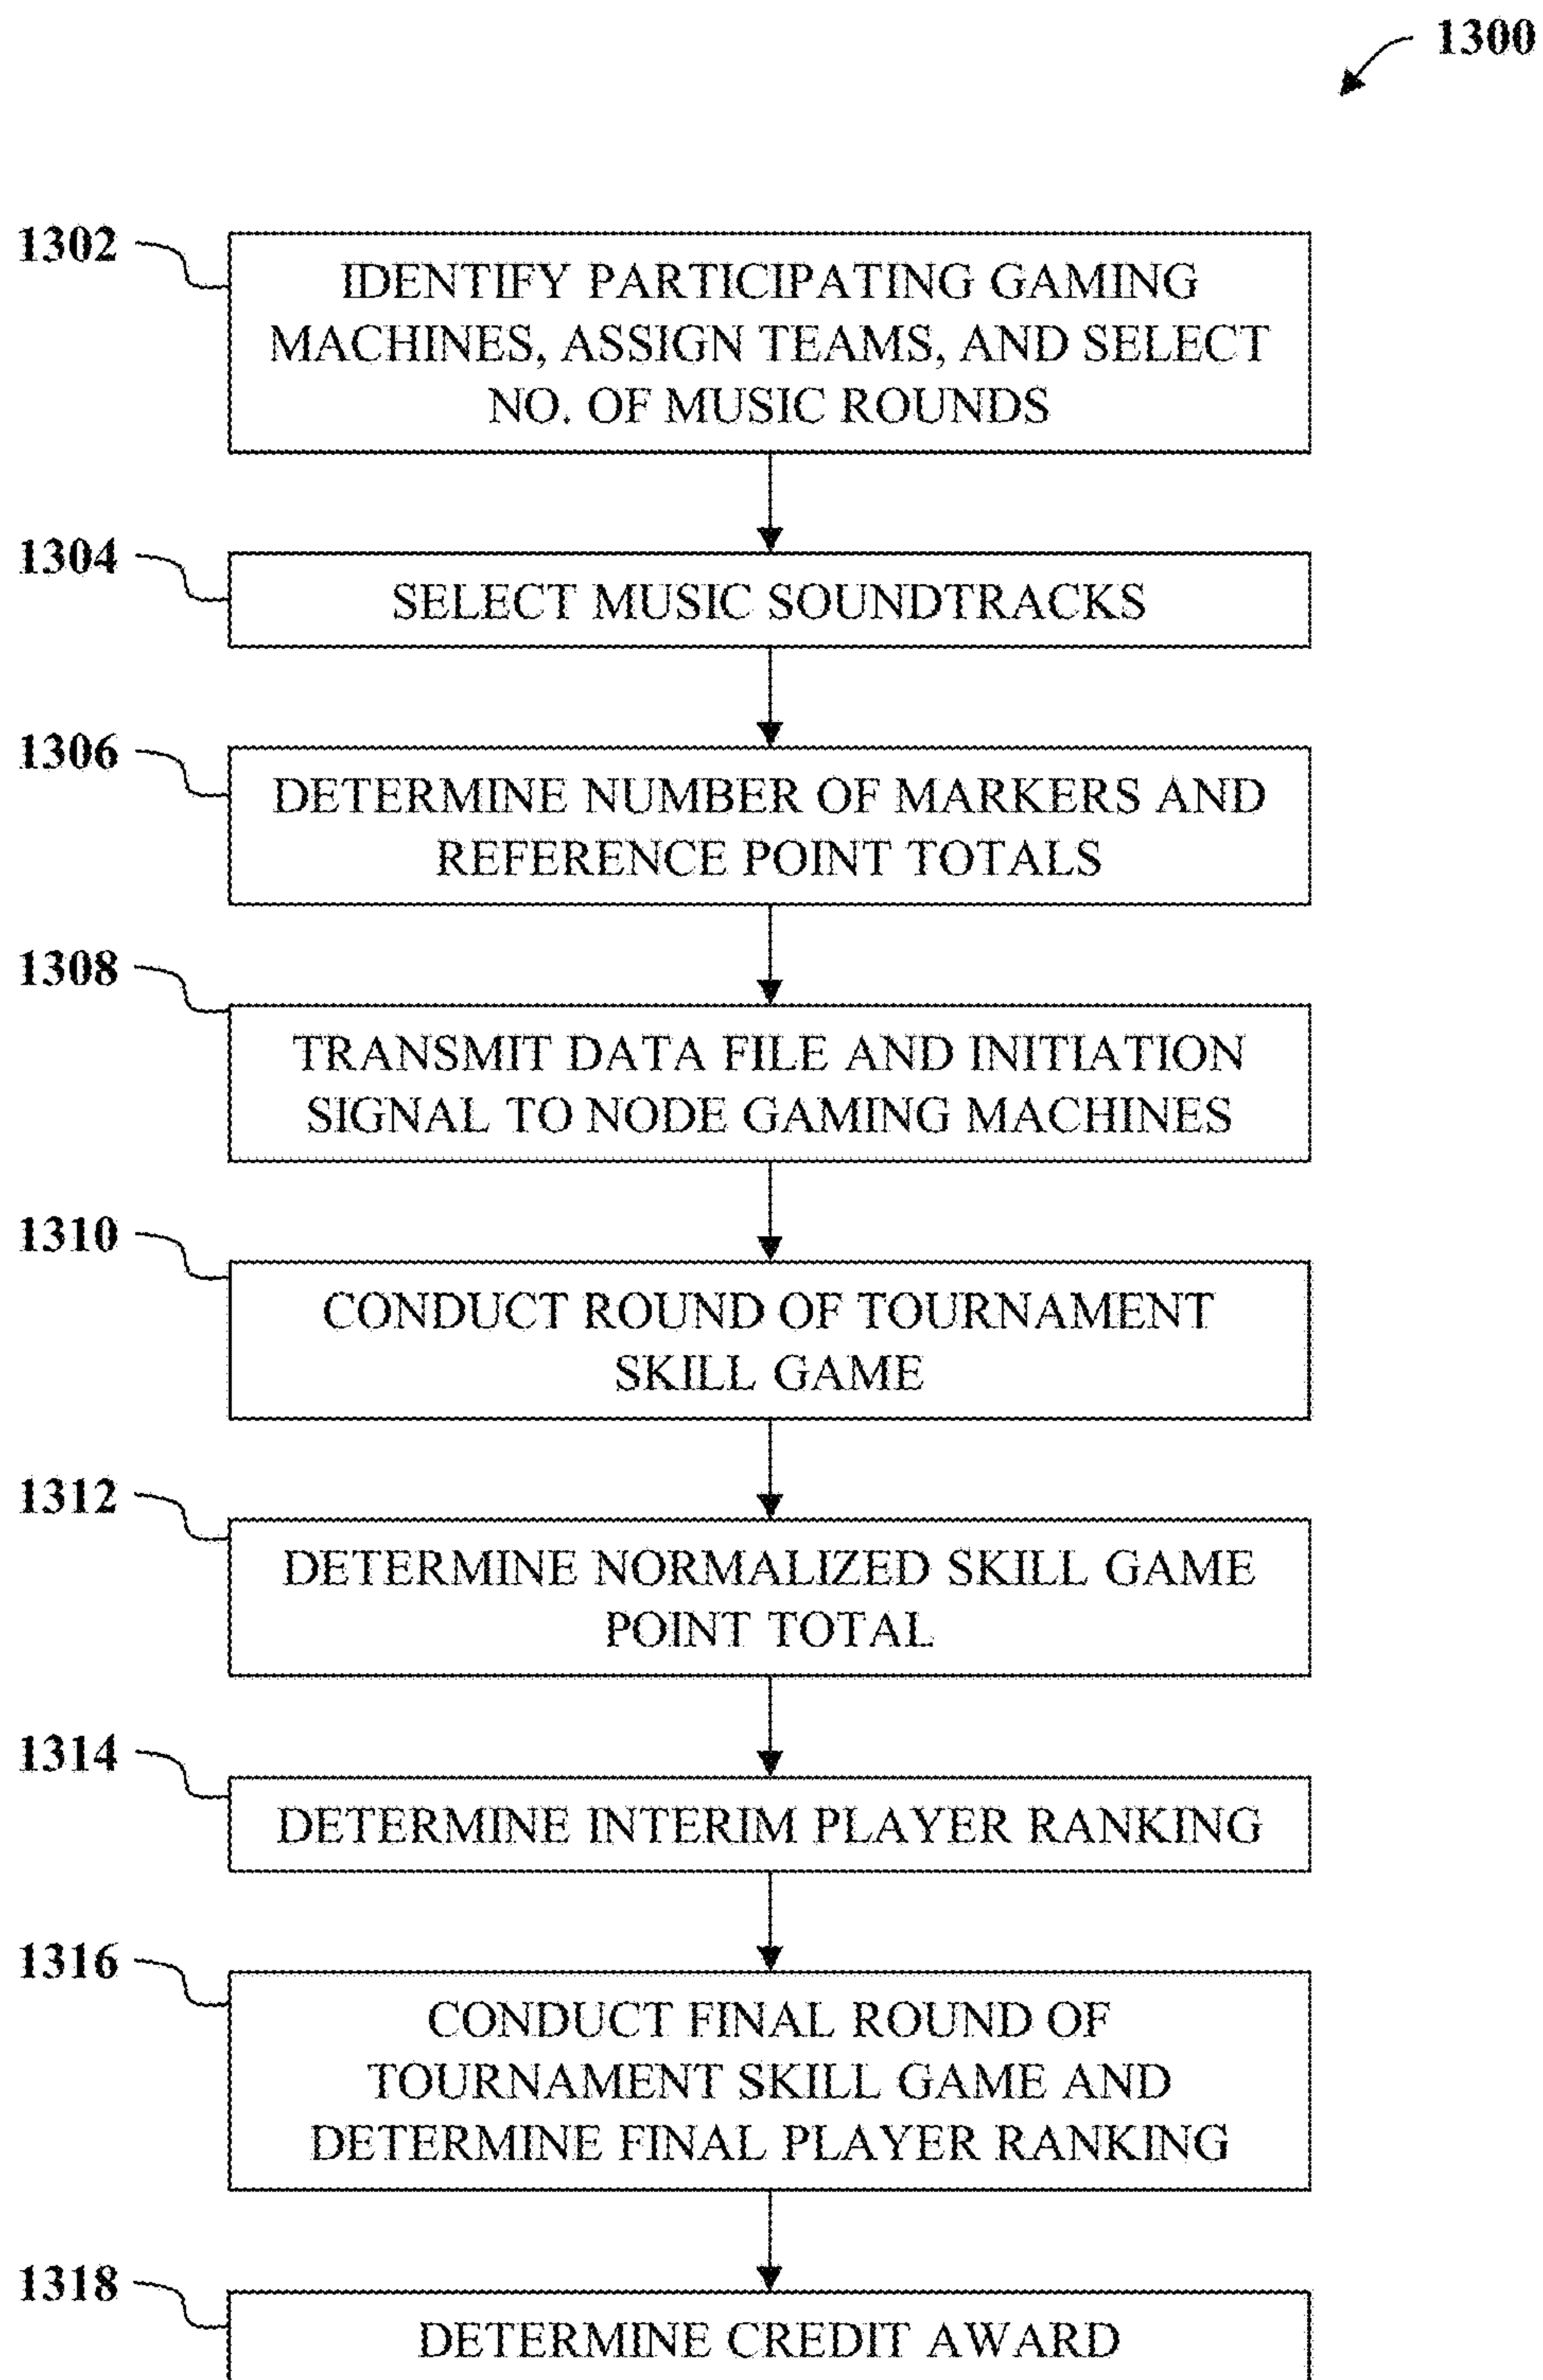 1300
1302
IDENTIFY PARTICIPATING GAMING
MACHINES, ASSIGN TEAMS, AND SELECT
NO. OF MUSIC ROUNDS
1304
SELECT MUSIC SOUNDTRACKS
1306
DETERMINE NUMBER OF MARKERS AND
REFERENCE POINT TOTALS
1308
TRANSMIT DATA FILE AND INITIATION
SIGNAL TO NODE GAMING MACHINES
1310
CONDUCT ROUND OF TOURNAMENT
SKILL GAME
1312
DETERMINE NORMALIZED SKILL GAME
POINT TOTAL
1314
DETERMINE INTERIM PLAYER RANKING
1316
CONDUCT FINAL ROUND OF
TOURNAMENT SKILL GAME AND
DETERMINE FINAL PLAYER RANKING
1318
DETERMINE CREDIT AWARD